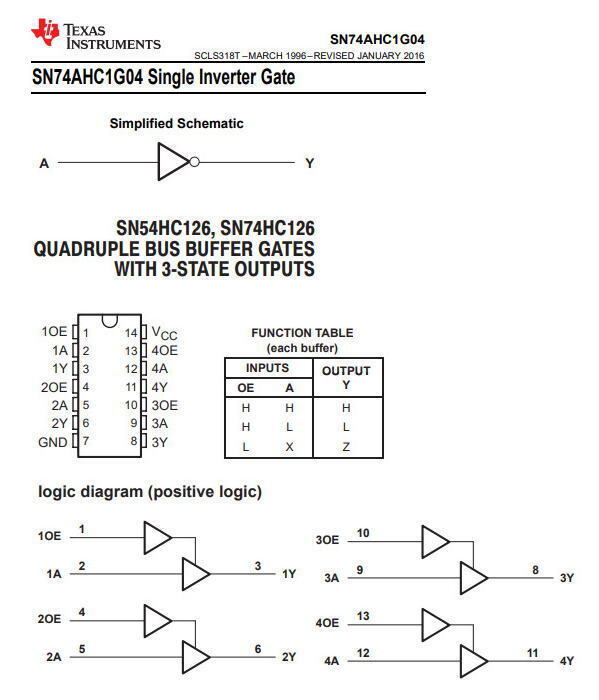 TEXAS
INSTRUMENTS
SN74AHC1G04
SCLS318T –MARCH 1996–REVISED JANUARY 2016
SN74AHC1G04 Single Inverter Gate
Simplified Schematic
A Y
SN54HC126, SN74HC126
QUADRUPLE BUS BUFFER GATES
WITH 3-STATE OUTPUTS
1OE 1 14 VCC
1A 2 13 4OE
1Y 3 12 4A
2OE 4 11 4Y
2A 5 10 3OE
2Y 6 9 3A
GND 7 8 3Y
FUNCTION TABLE
(each buffer)
INPUTS OUTPUT
OE A Y
H H H
H L L
L X Z
logic diagram (positive logic)
1OE 1
1A 2 3 1Y
2OE 4
2A 5 6 2Y
3OE 10
3A 9 8 3Y
4OE 13
4A 12 11 4Y